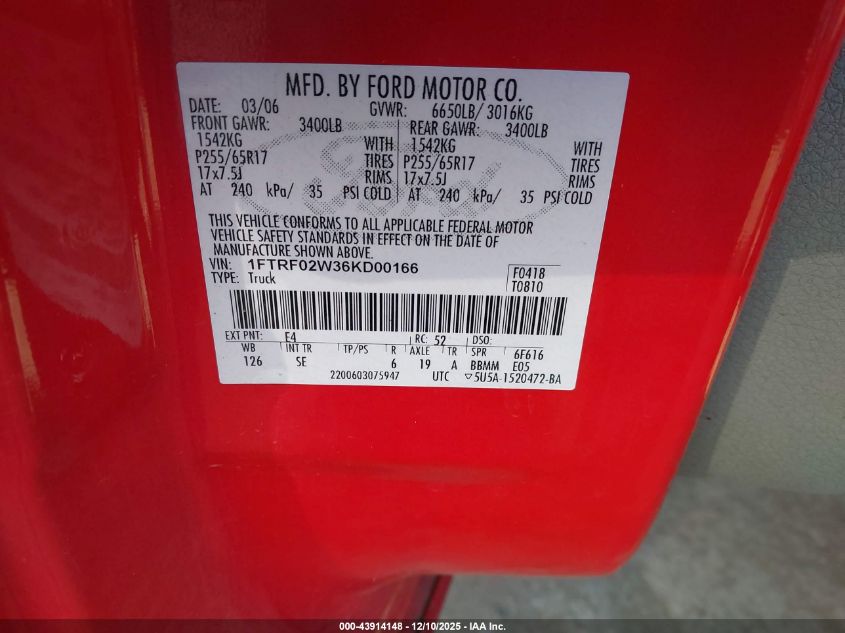 MFD. BY FORD MOTOR CO.
DATE: 03/06 GVWR: 6650LB/ 3016KG
FRONT GAWR: 3400LB REAR GAWR: 3400LB
1542KG WITH 1542KG WITH
P255/65R17 TIRES P255/65R17 TIRES
17x7.5J RIMS 17x7.5J RIMS
AT 240 kPa/ 35 PSI COLD AT 240 kPa/ 35 PSI COLD
THIS VEHICLE CONFORMS TO ALL APPLICABLE FEDERAL MOTOR
VEHICLE SAFETY STANDARDS IN EFFECT ON THE DATE OF
MANUFACTURE SHOWN ABOVE.
VIN: 1FTRF02W36KD00166 F0418
TYPE: Truck T0810
EXT PNT: E4 RC: 52 DSO:
WB INT TR TP/PS R AXLE TR SPR 6F616
126 SE 6 19 A BBMM E05
2200603075947 UTC ▽5U5A-1520472-BA
Ford
000-43914148 - 12/10/2025 - IAA Inc.